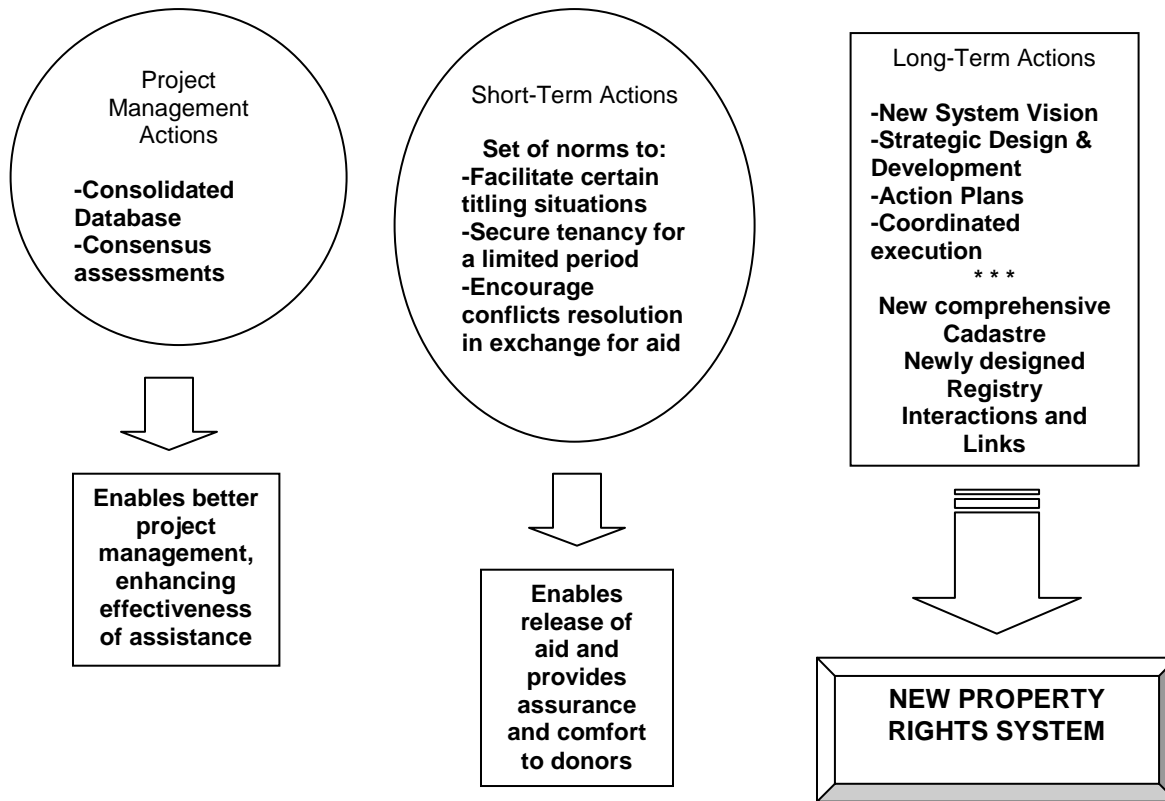 Project
Management
Actions
-Consolidated
Database
-Consensus
assessments
Enables better
project
management,
enhancing
effectiveness
of assistance
Short-Term Actions
Set of norms to:
-Facilitate certain
titling situations
-Secure tenancy for
a limited period
-Encourage
conflicts resolution
in exchange for aid
Enables
release of
aid and
provides
assurance
and comfort
to donors
Long-Term Actions
-New System Vision
-Strategic Design &
Development
-Action Plans
-Coordinated
execution
* * *
New comprehensive
Cadastre
Newly designed
Registry
Interactions and
Links
NEW PROPERTY
RIGHTS SYSTEM